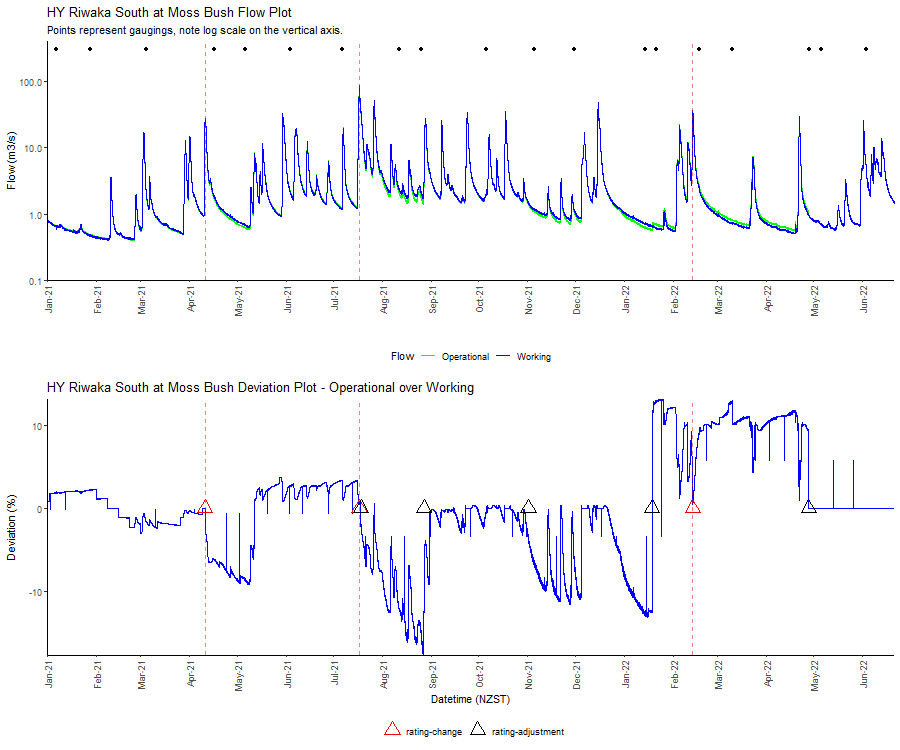 HY Riwaka South at Moss Bush Flow Plot
Points represent gaugings, note log scale on the vertical axis.
Flow (m3/s)
100.0
10.0
1.0
0.1
Jan-21 Feb-21 Mar-21 Apr-21 May-21 Jun-21 Jul-21 Aug-21 Sep-21 Oct-21 Nov-21 Dec-21 Jan-22 Feb-22 Mar-22 Apr-22 May-22 Jun-22
Flow Operational Working
HY Riwaka South at Moss Bush Deviation Plot - Operational over Working
Deviation (%)
10
0
-10
Jan-21 Feb-21 Mar-21 Apr-21 May-21 Jun-21 Jul-21 Aug-21 Sep-21 Oct-21 Nov-21 Dec-21 Jan-22 Feb-22 Mar-22 Apr-22 May-22 Jun-22
Datetime (NZST)
rating-change rating-adjustment